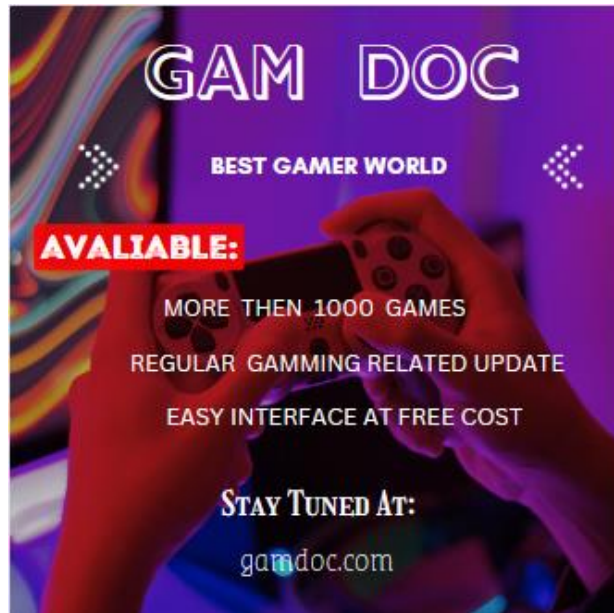 GAM DOC
BEST GAMER WORLD
AVALIABLE:
MORE THEN 1000 GAMES
REGULAR GAMMING RELATED UPDATE
EASY INTERFACE AT FREE COST
STAY TUNED AT:
gamdoc.com